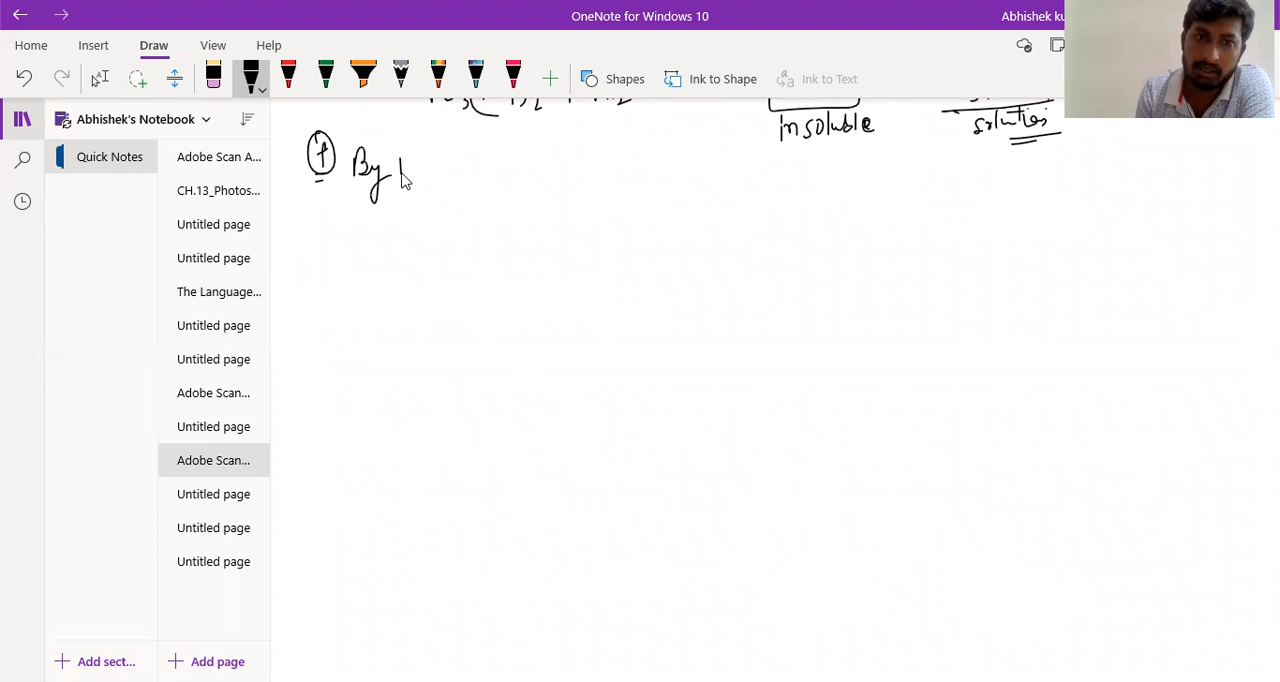 OneNote for Windows 10
Abhishek ku
Home Insert Draw View Help
Shapes Ink to Shape Ink to Text
Abhishek's Notebook
Quick Notes
Adobe Scan A...
CH.13_Photos...
Untitled page
Untitled page
The Language...
Untitled page
Untitled page
Adobe Scan...
Untitled page
Adobe Scan...
Untitled page
Untitled page
Untitled page
Add sect...
Add page
insoluble
By